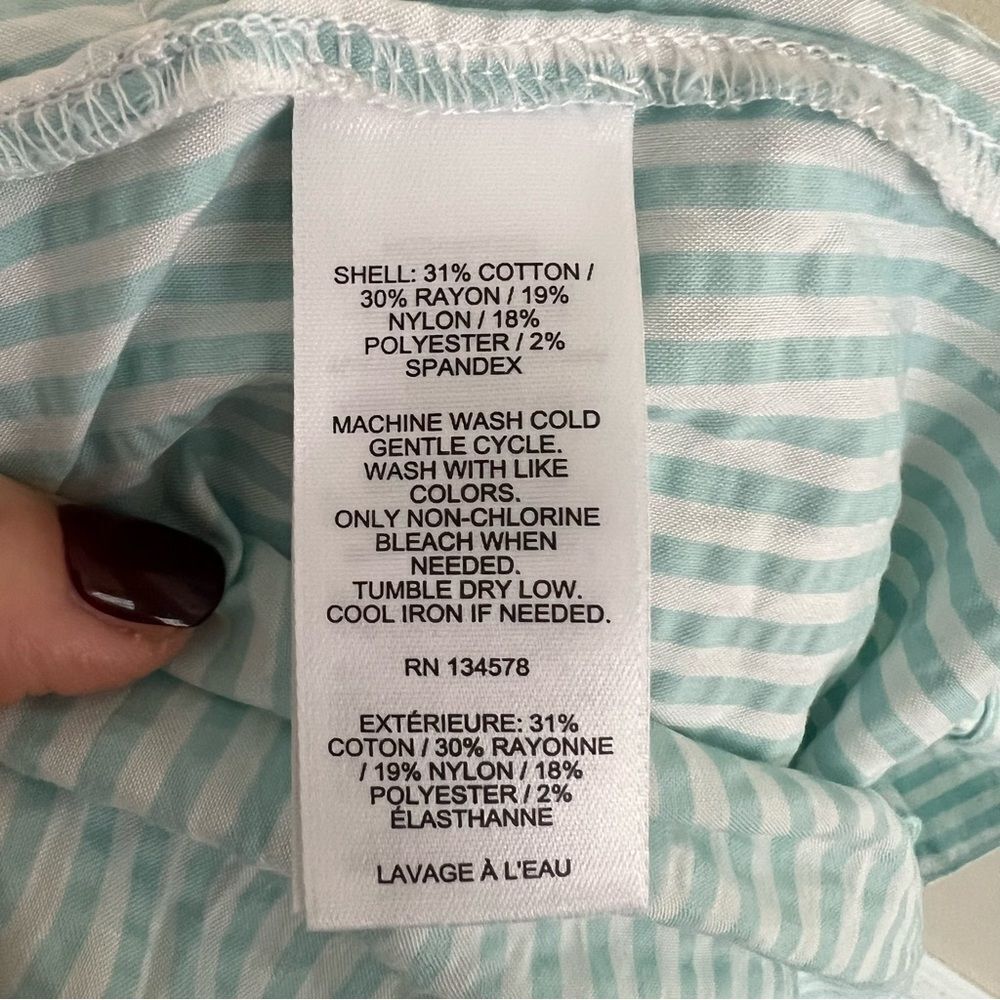 SHELL: 31% COTTON /
30% RAYON / 19%
NYLON / 18%
POLYESTER / 2%
SPANDEX
MACHINE WASH COLD
GENTLE CYCLE.
WASH WITH LIKE
COLORS.
ONLY NON-CHLORINE
BLEACH WHEN
NEEDED.
TUMBLE DRY LOW.
COOL IRON IF NEEDED.
RN 134578
EXTÉRIEURE: 31%
COTON / 30% RAYONNE
/ 19% NYLON / 18%
POLYESTER / 2%
ÉLASTHANNE
LAVAGE À L'EAU